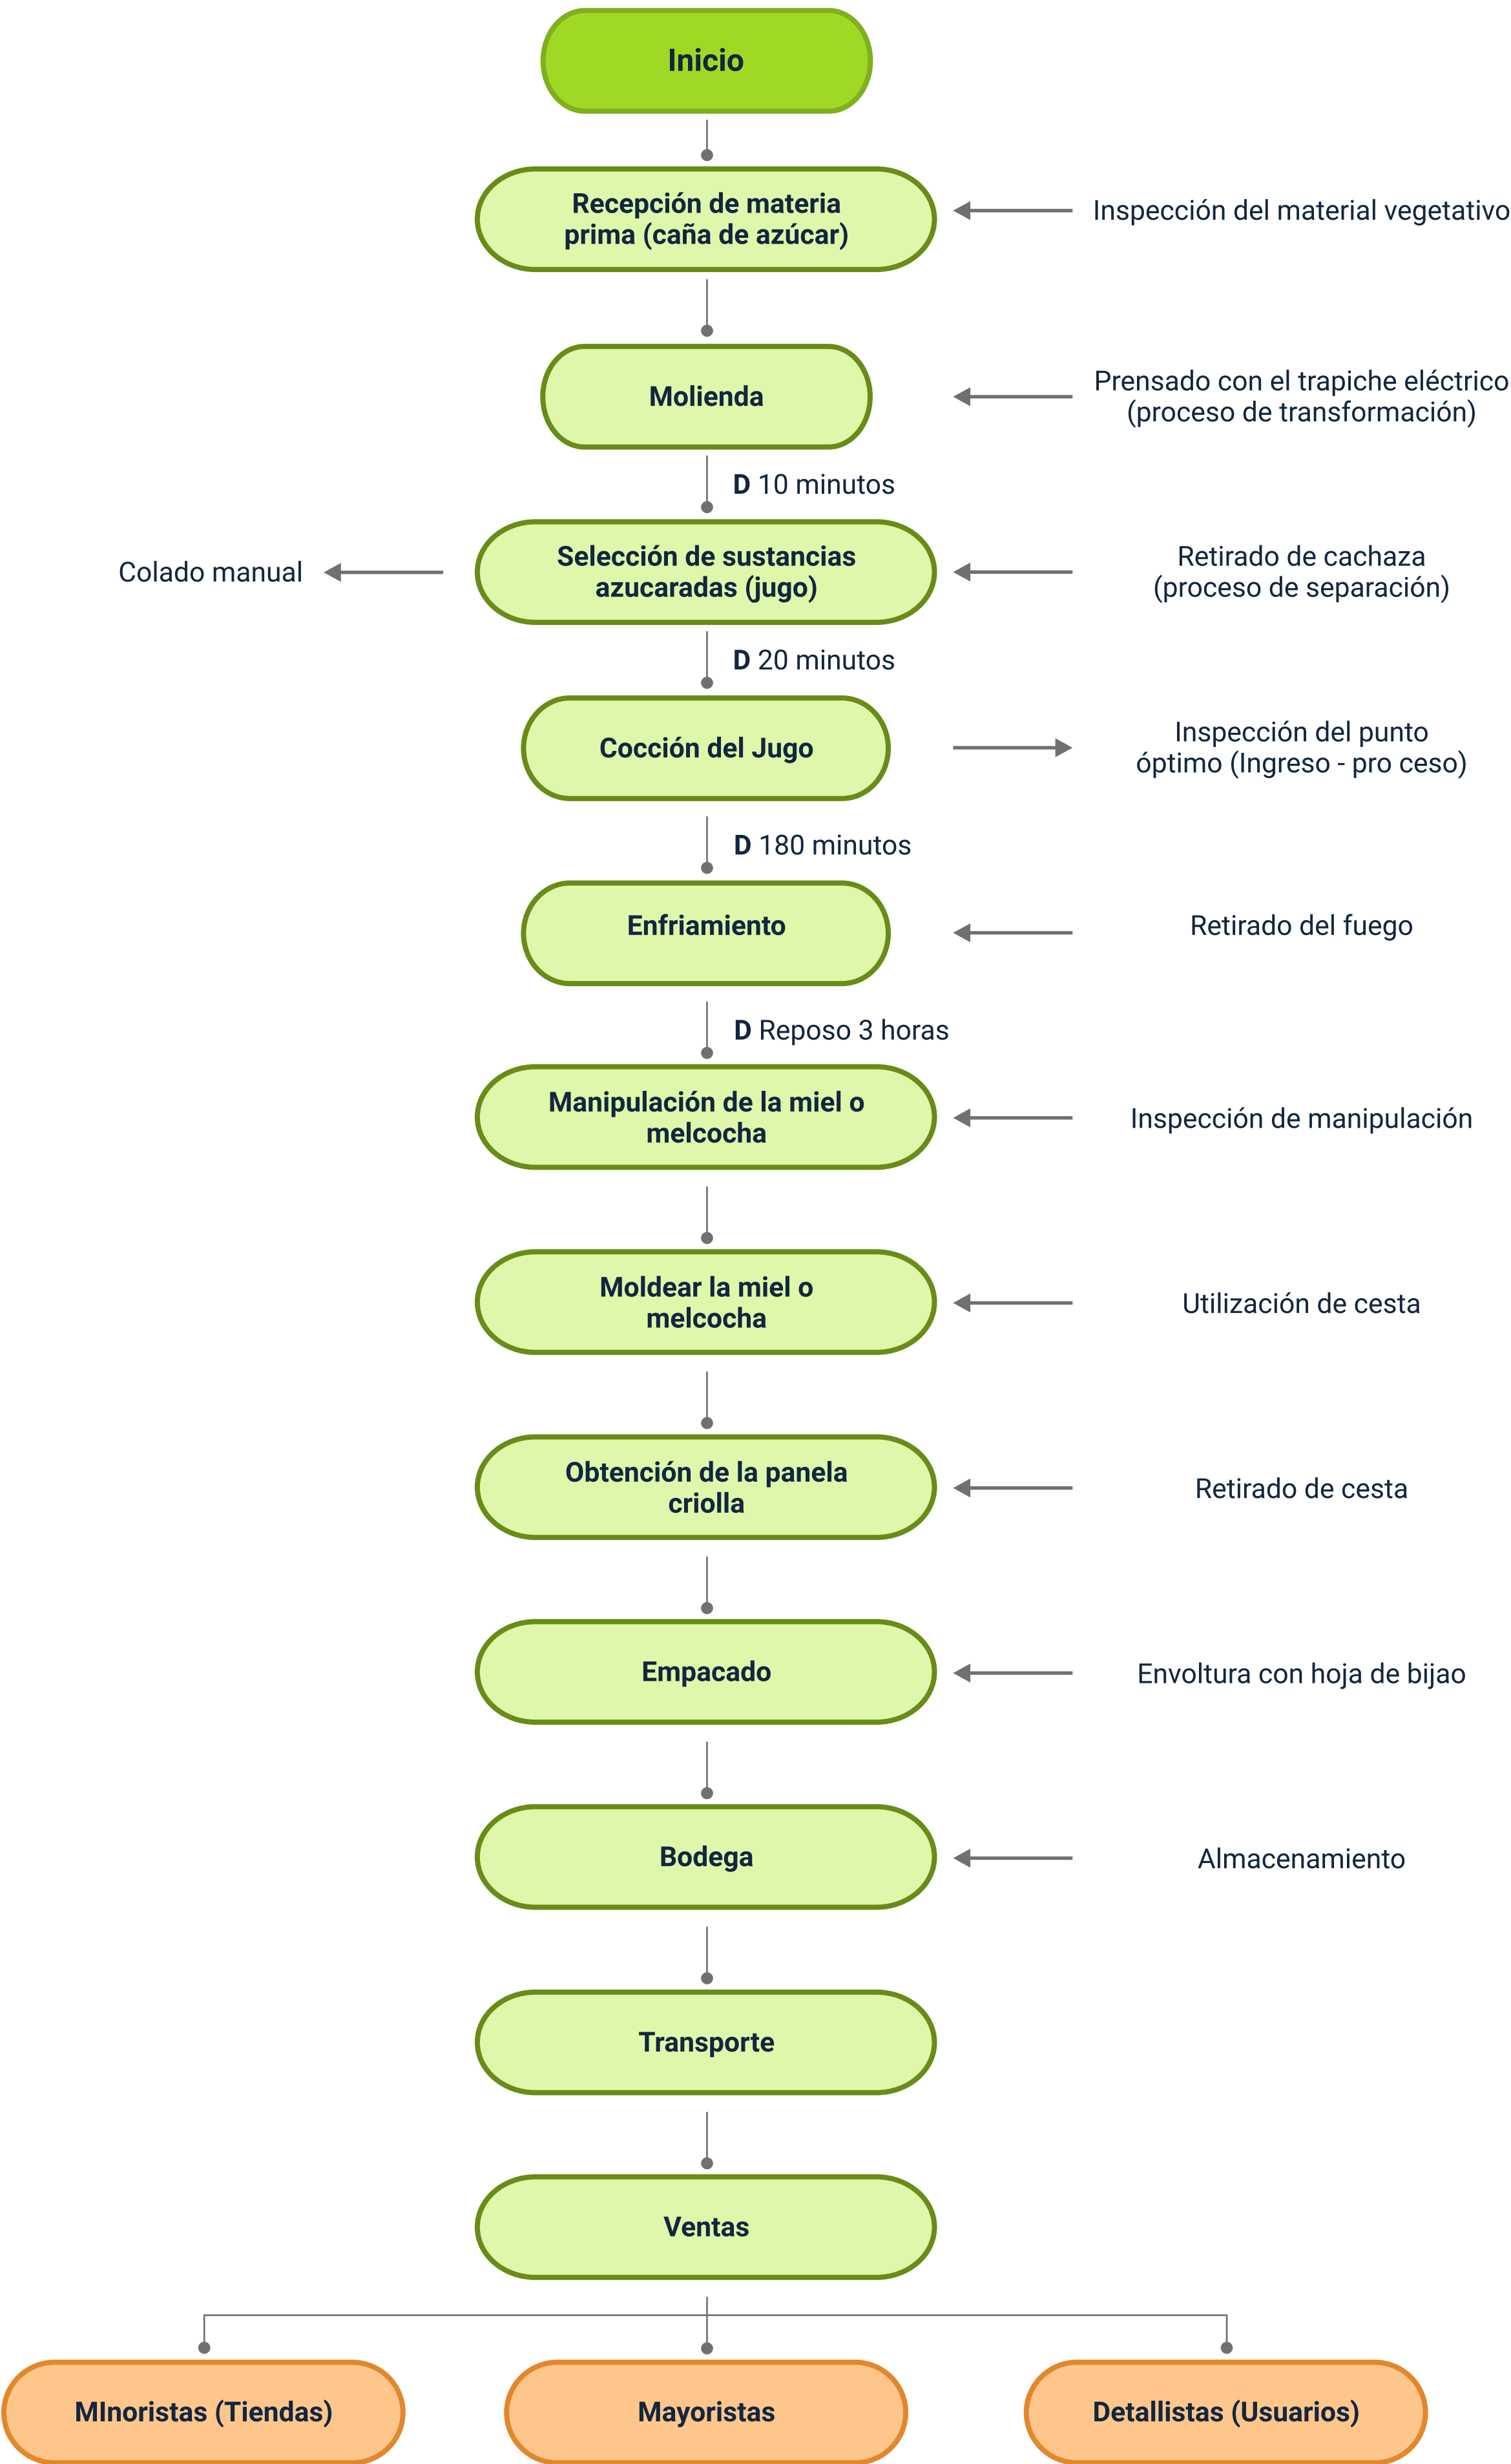 Inicio
Recepción de materia
prima (caña de azúcar)
Inspección del material vegetativo
Molienda
Prensado con el trapiche eléctrico
(proceso de transformación)
D 10 minutos
Colado manual
Selección de sustancias
azucaradas (jugo)
Retirado de cachaza
(proceso de separación)
D 20 minutos
Cocción del Jugo
Inspección del punto
óptimo (Ingreso - pro ceso)
D 180 minutos
Enfriamiento
Retirado del fuego
D Reposo 3 horas
Manipulación de la miel o
melcocha
Inspección de manipulación
Moldear la miel o
melcocha
Utilización de cesta
Obtención de la panela
criolla
Retirado de cesta
Empacado
Envoltura con hoja de bijao
Bodega
Almacenamiento
Transporte
Ventas
MInoristas (Tiendas)
Mayoristas
Detallistas (Usuarios)